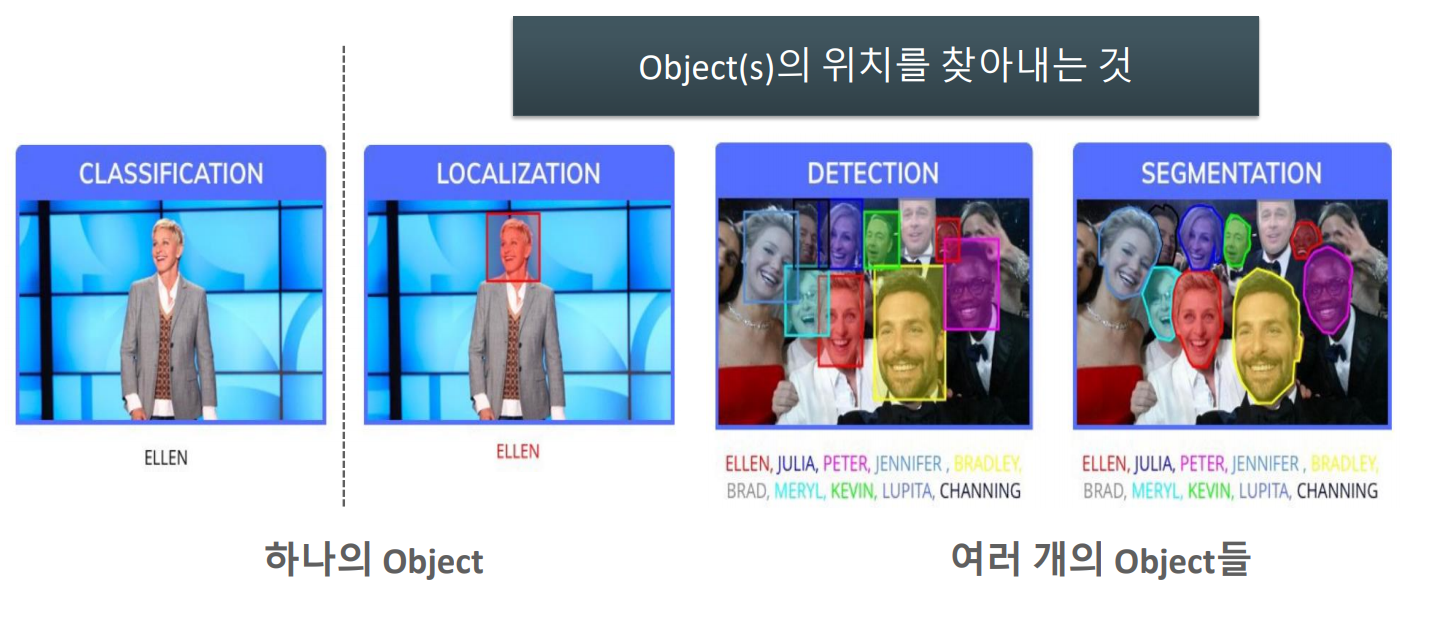 Object(s)의 위치를 찾아내는 것
CLASSIFICATION
ELLEN
LOCALIZATION
ELLEN
DETECTION
ELLEN, JULIA, PETER, JENNIFER , BRADLEY,
BRAD, MERYL, KEVIN, LUPITA, CHANNING
SEGMENTATION
ELLEN, JULIA, PETER, JENNIFER , BRADLEY,
BRAD, MERYL, KEVIN, LUPITA, CHANNING
하나의 Object
여러 개의 Object들